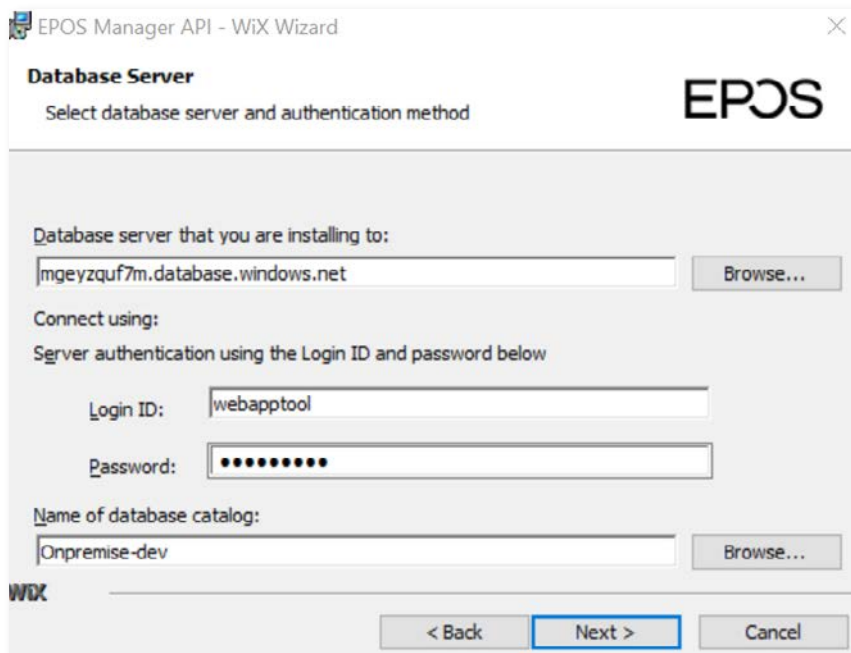 EPOS Manager API - WiX Wizard
Database Server
Select database server and authentication method
EPOS
Database server that you are installing to:
mgeyzquf7m.database.windows.net
Browse...
Connect using:
Server authentication using the Login ID and password below
Login ID:
webapptool
Password:
●●●●●●●●●
Name of database catalog:
Onpremise-dev
Browse...
WiX
< Back
Next >
Cancel